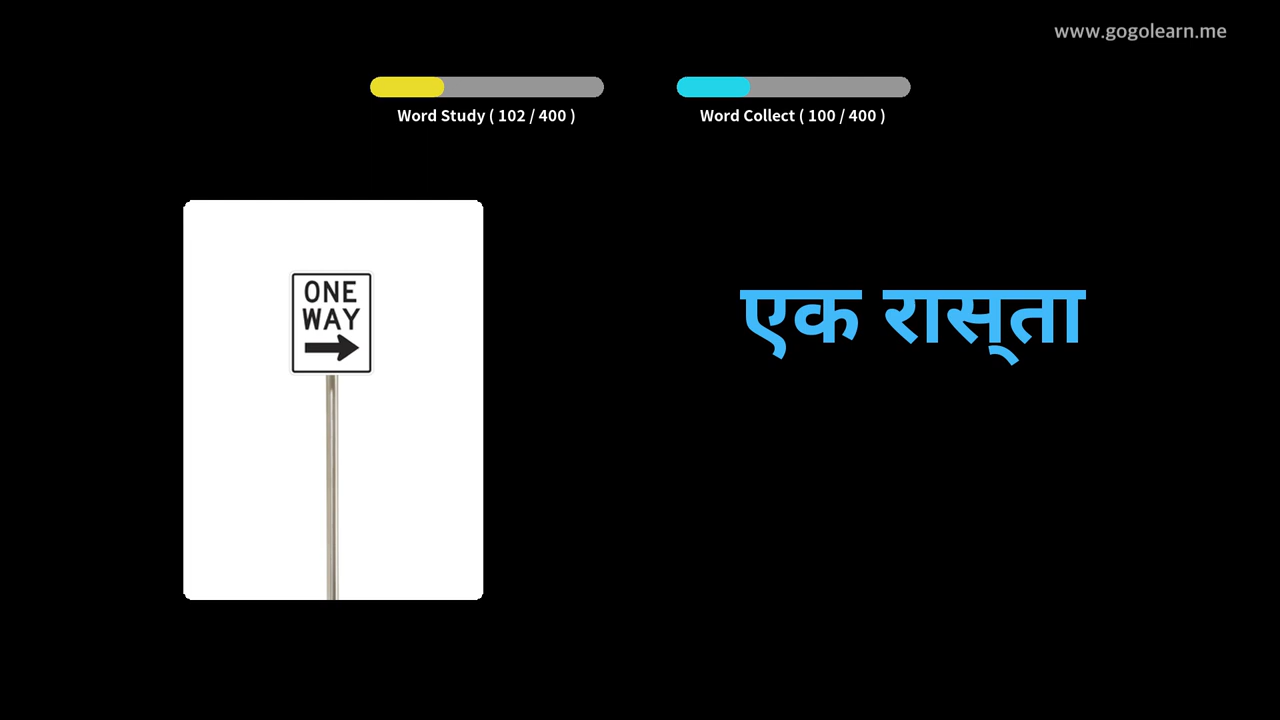 www.gogolearn.me
Word Study ( 102 / 400 )
Word Collect ( 100 / 400 )
ONE
WAY
एक रास्‌ता